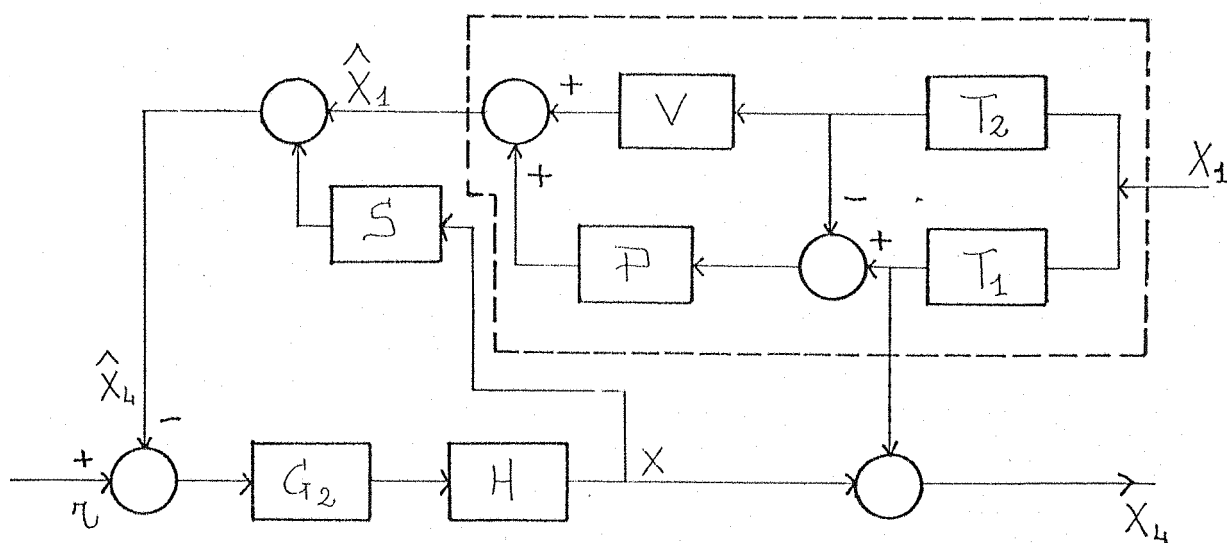 X̂₁
+
V
T₂
X₁
+
−
S
P
+
T₁
X̂₄
−
+
r
G₂
H
X
X₄